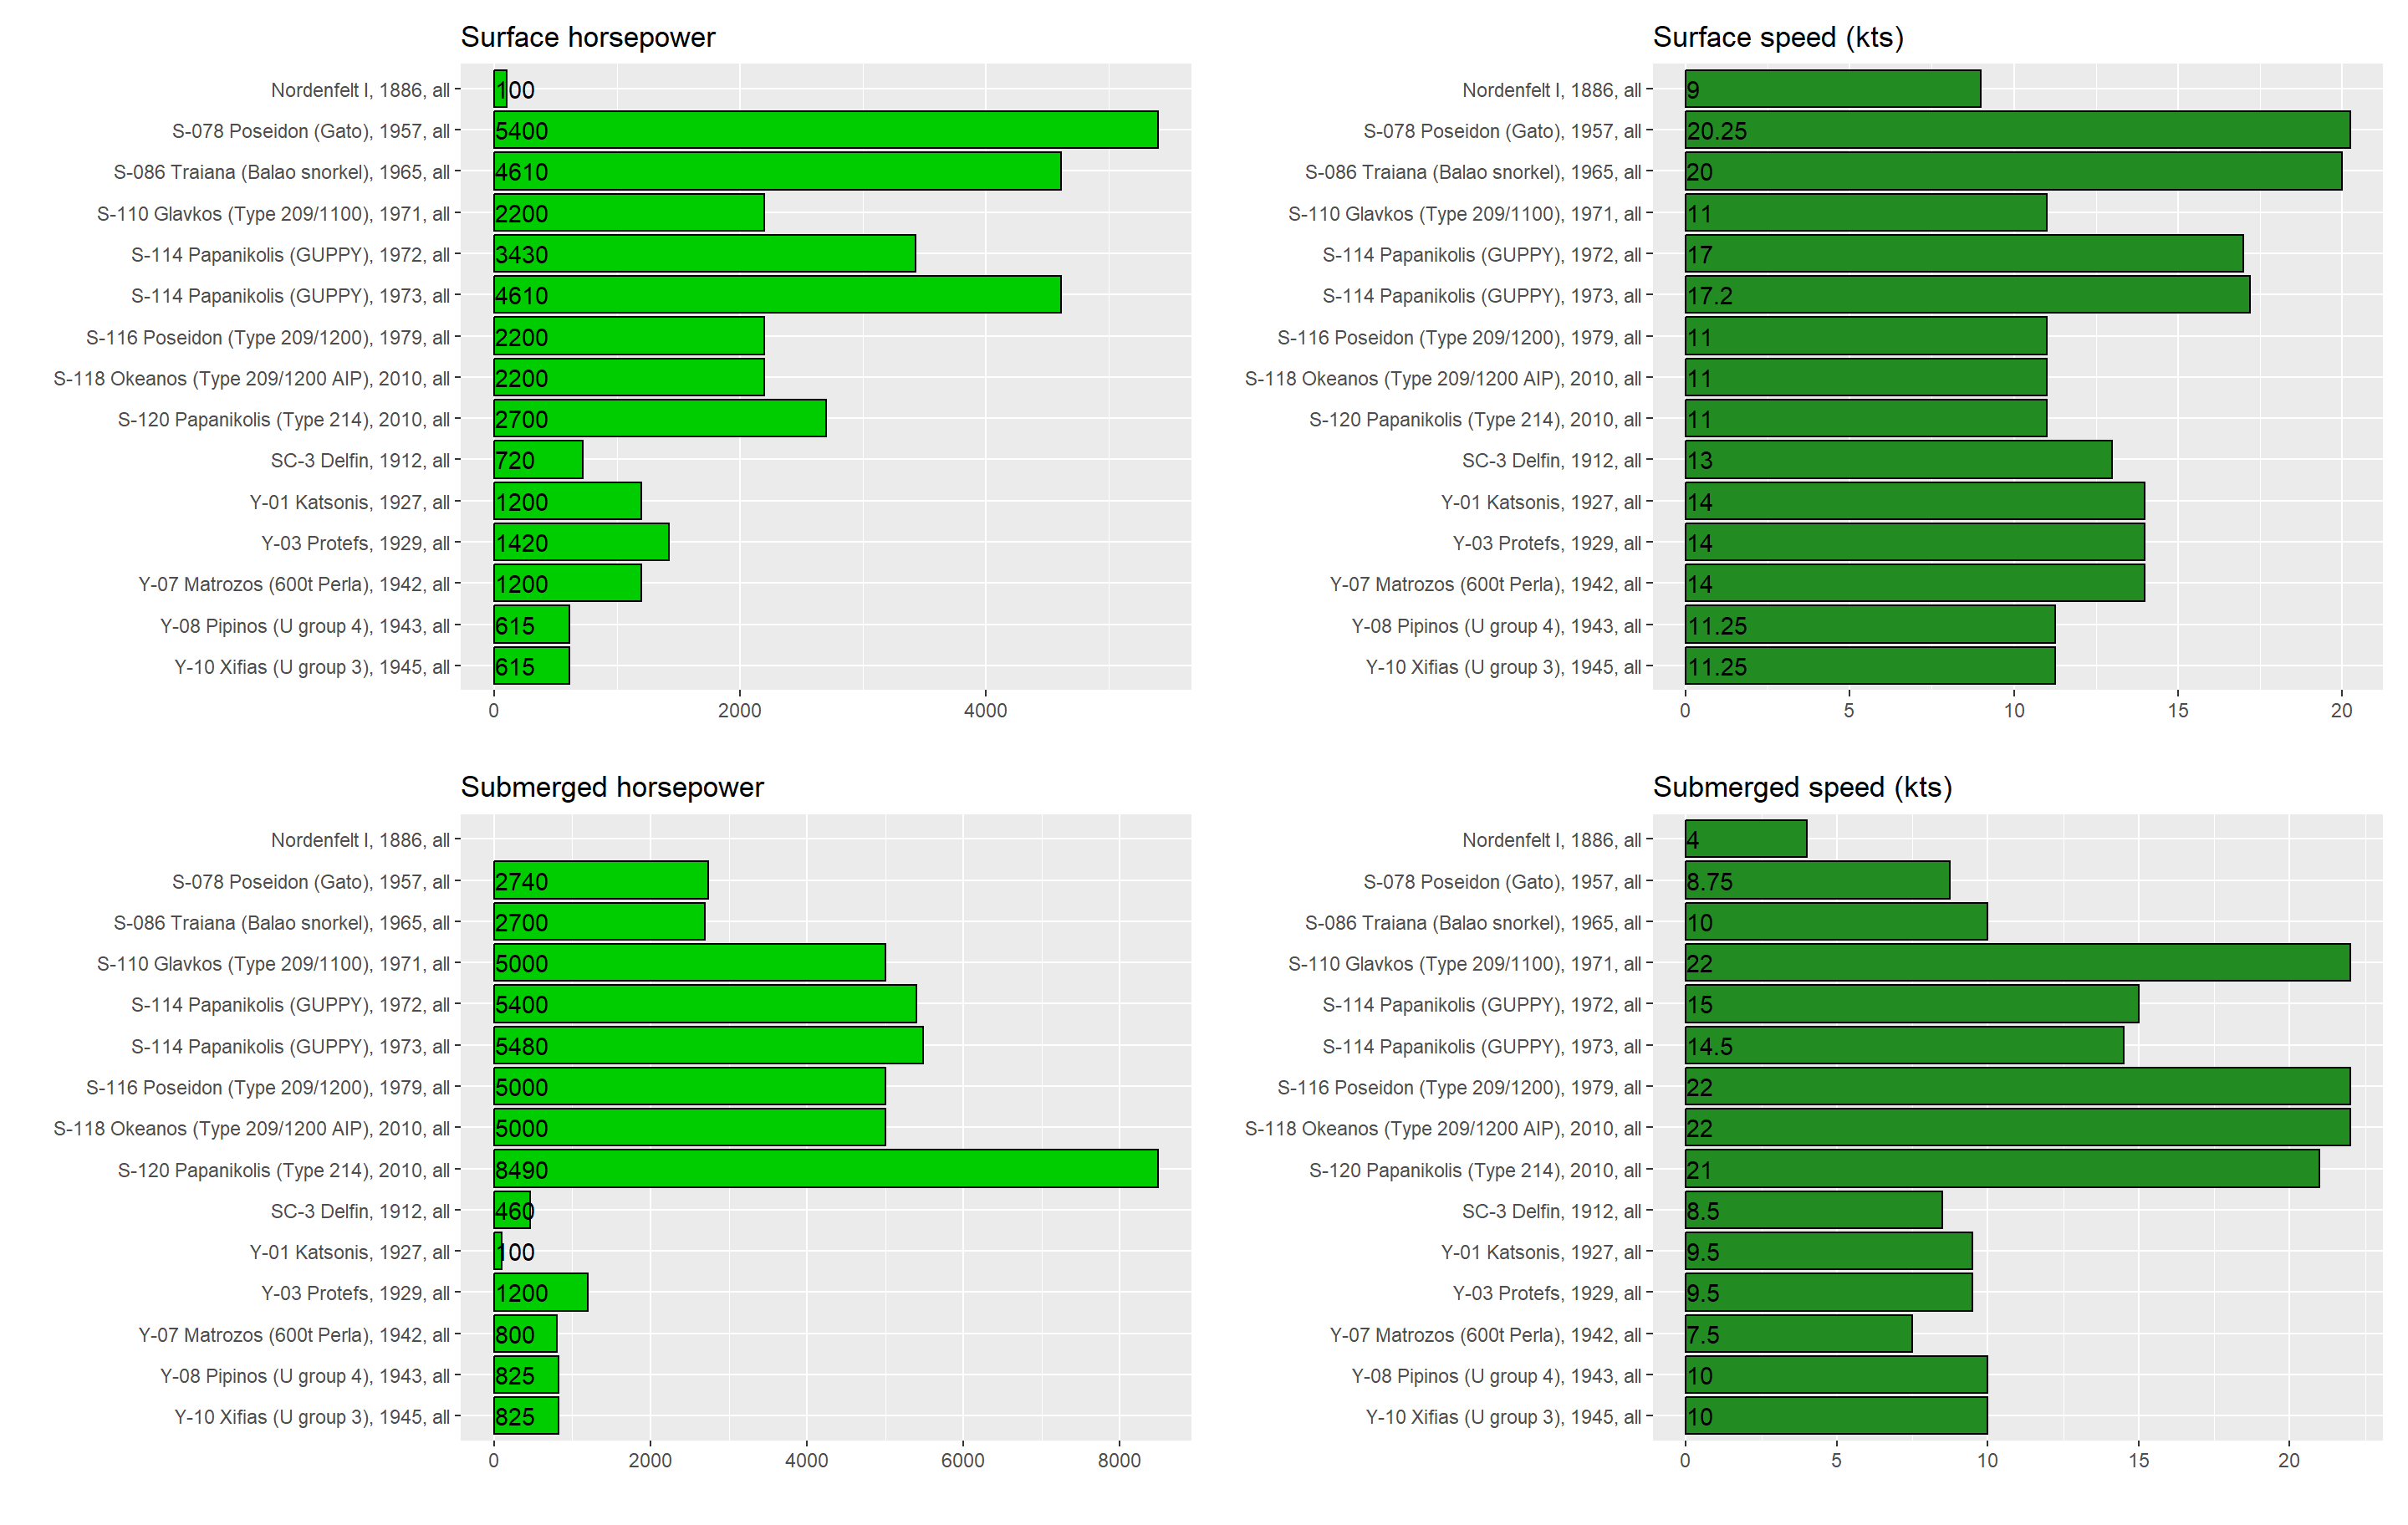 Surface horsepower
Nordenfelt I, 1886, all 100
S-078 Poseidon (Gato), 1957, all 5400
S-086 Traiana (Balao snorkel), 1965, all 4610
S-110 Glavkos (Type 209/1100), 1971, all 2200
S-114 Papanikolis (GUPPY), 1972, all 3430
S-114 Papanikolis (GUPPY), 1973, all 4610
S-116 Poseidon (Type 209/1200), 1979, all 2200
S-118 Okeanos (Type 209/1200 AIP), 2010, all 2200
S-120 Papanikolis (Type 214), 2010, all 2700
SC-3 Delfin, 1912, all 720
Y-01 Katsonis, 1927, all 1200
Y-03 Protefs, 1929, all 1420
Y-07 Matrozos (600t Perla), 1942, all 1200
Y-08 Pipinos (U group 4), 1943, all 615
Y-10 Xifias (U group 3), 1945, all 615
0 2000 4000
Surface speed (kts)
Nordenfelt I, 1886, all 9
S-078 Poseidon (Gato), 1957, all 20.25
S-086 Traiana (Balao snorkel), 1965, all 20
S-110 Glavkos (Type 209/1100), 1971, all 11
S-114 Papanikolis (GUPPY), 1972, all 17
S-114 Papanikolis (GUPPY), 1973, all 17.2
S-116 Poseidon (Type 209/1200), 1979, all 11
S-118 Okeanos (Type 209/1200 AIP), 2010, all 11
S-120 Papanikolis (Type 214), 2010, all 11
SC-3 Delfin, 1912, all 13
Y-01 Katsonis, 1927, all 14
Y-03 Protefs, 1929, all 14
Y-07 Matrozos (600t Perla), 1942, all 14
Y-08 Pipinos (U group 4), 1943, all 11.25
Y-10 Xifias (U group 3), 1945, all 11.25
0 5 10 15 20
Submerged horsepower
Nordenfelt I, 1886, all
S-078 Poseidon (Gato), 1957, all 2740
S-086 Traiana (Balao snorkel), 1965, all 2700
S-110 Glavkos (Type 209/1100), 1971, all 5000
S-114 Papanikolis (GUPPY), 1972, all 5400
S-114 Papanikolis (GUPPY), 1973, all 5480
S-116 Poseidon (Type 209/1200), 1979, all 5000
S-118 Okeanos (Type 209/1200 AIP), 2010, all 5000
S-120 Papanikolis (Type 214), 2010, all 8490
SC-3 Delfin, 1912, all 460
Y-01 Katsonis, 1927, all 100
Y-03 Protefs, 1929, all 1200
Y-07 Matrozos (600t Perla), 1942, all 800
Y-08 Pipinos (U group 4), 1943, all 825
Y-10 Xifias (U group 3), 1945, all 825
0 2000 4000 6000 8000
Submerged speed (kts)
Nordenfelt I, 1886, all 4
S-078 Poseidon (Gato), 1957, all 8.75
S-086 Traiana (Balao snorkel), 1965, all 10
S-110 Glavkos (Type 209/1100), 1971, all 22
S-114 Papanikolis (GUPPY), 1972, all 15
S-114 Papanikolis (GUPPY), 1973, all 14.5
S-116 Poseidon (Type 209/1200), 1979, all 22
S-118 Okeanos (Type 209/1200 AIP), 2010, all 22
S-120 Papanikolis (Type 214), 2010, all 21
SC-3 Delfin, 1912, all 8.5
Y-01 Katsonis, 1927, all 9.5
Y-03 Protefs, 1929, all 9.5
Y-07 Matrozos (600t Perla), 1942, all 7.5
Y-08 Pipinos (U group 4), 1943, all 10
Y-10 Xifias (U group 3), 1945, all 10
0 5 10 15 20